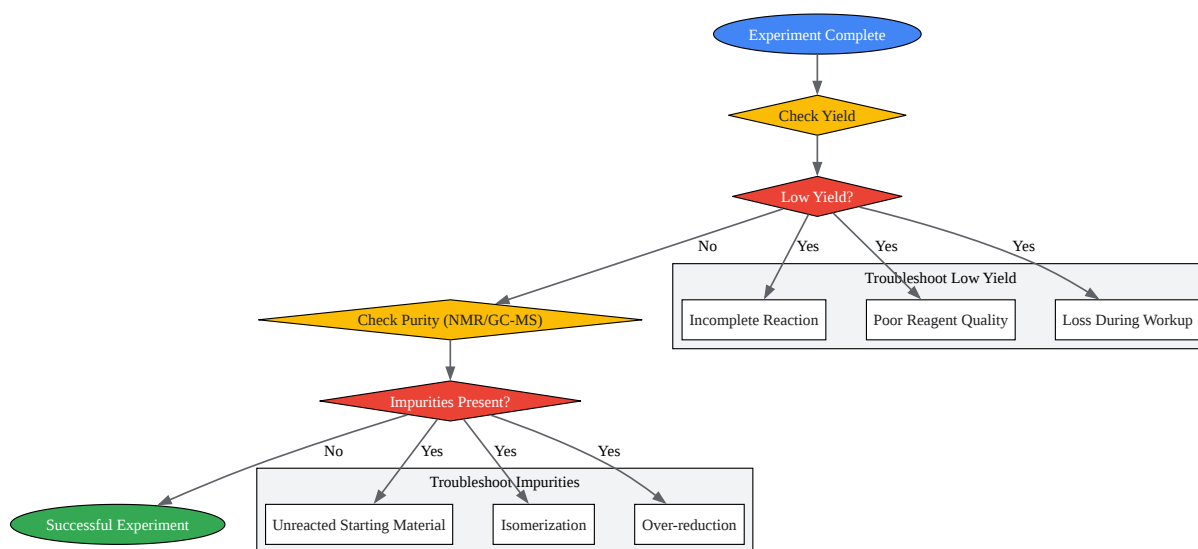 Experiment Complete
Check Yield
Low Yield?
No
Yes
Yes
Yes
Troubleshoot Low Yield
Check Purity (NMR/GC-MS)
Incomplete Reaction
Poor Reagent Quality
Loss During Workup
Impurities Present?
No
Yes
Yes
Yes
Troubleshoot Impurities
Successful Experiment
Unreacted Starting Material
Isomerization
Over-reduction